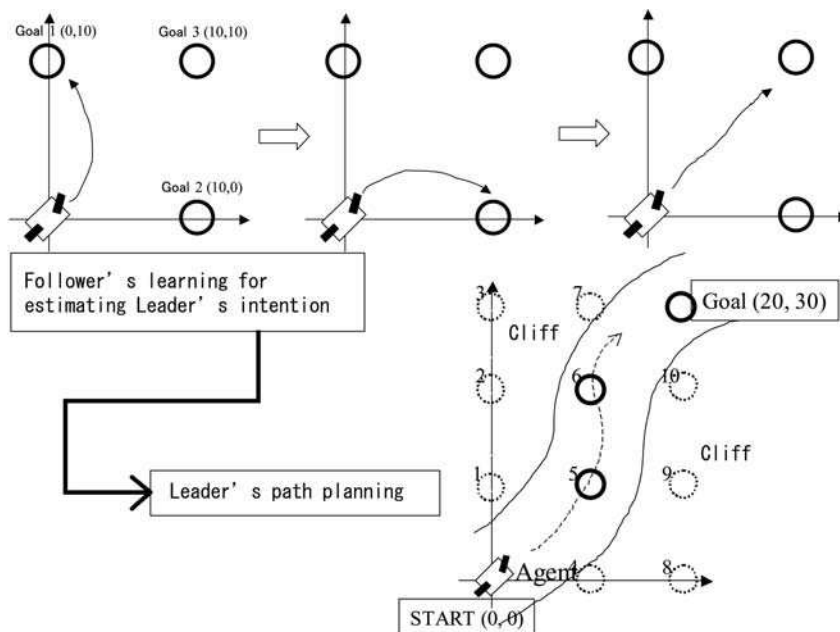 Goal 1 (0,10)
Goal 3 (10,10)
Goal 2 (10,0)
Follower's learning for
estimating Leader's intention
Leader's path planning
3
7
Goal (20, 30)
Cliff
2
6
10
Cliff
1
5
9
Agent
4
8
START (0, 0)